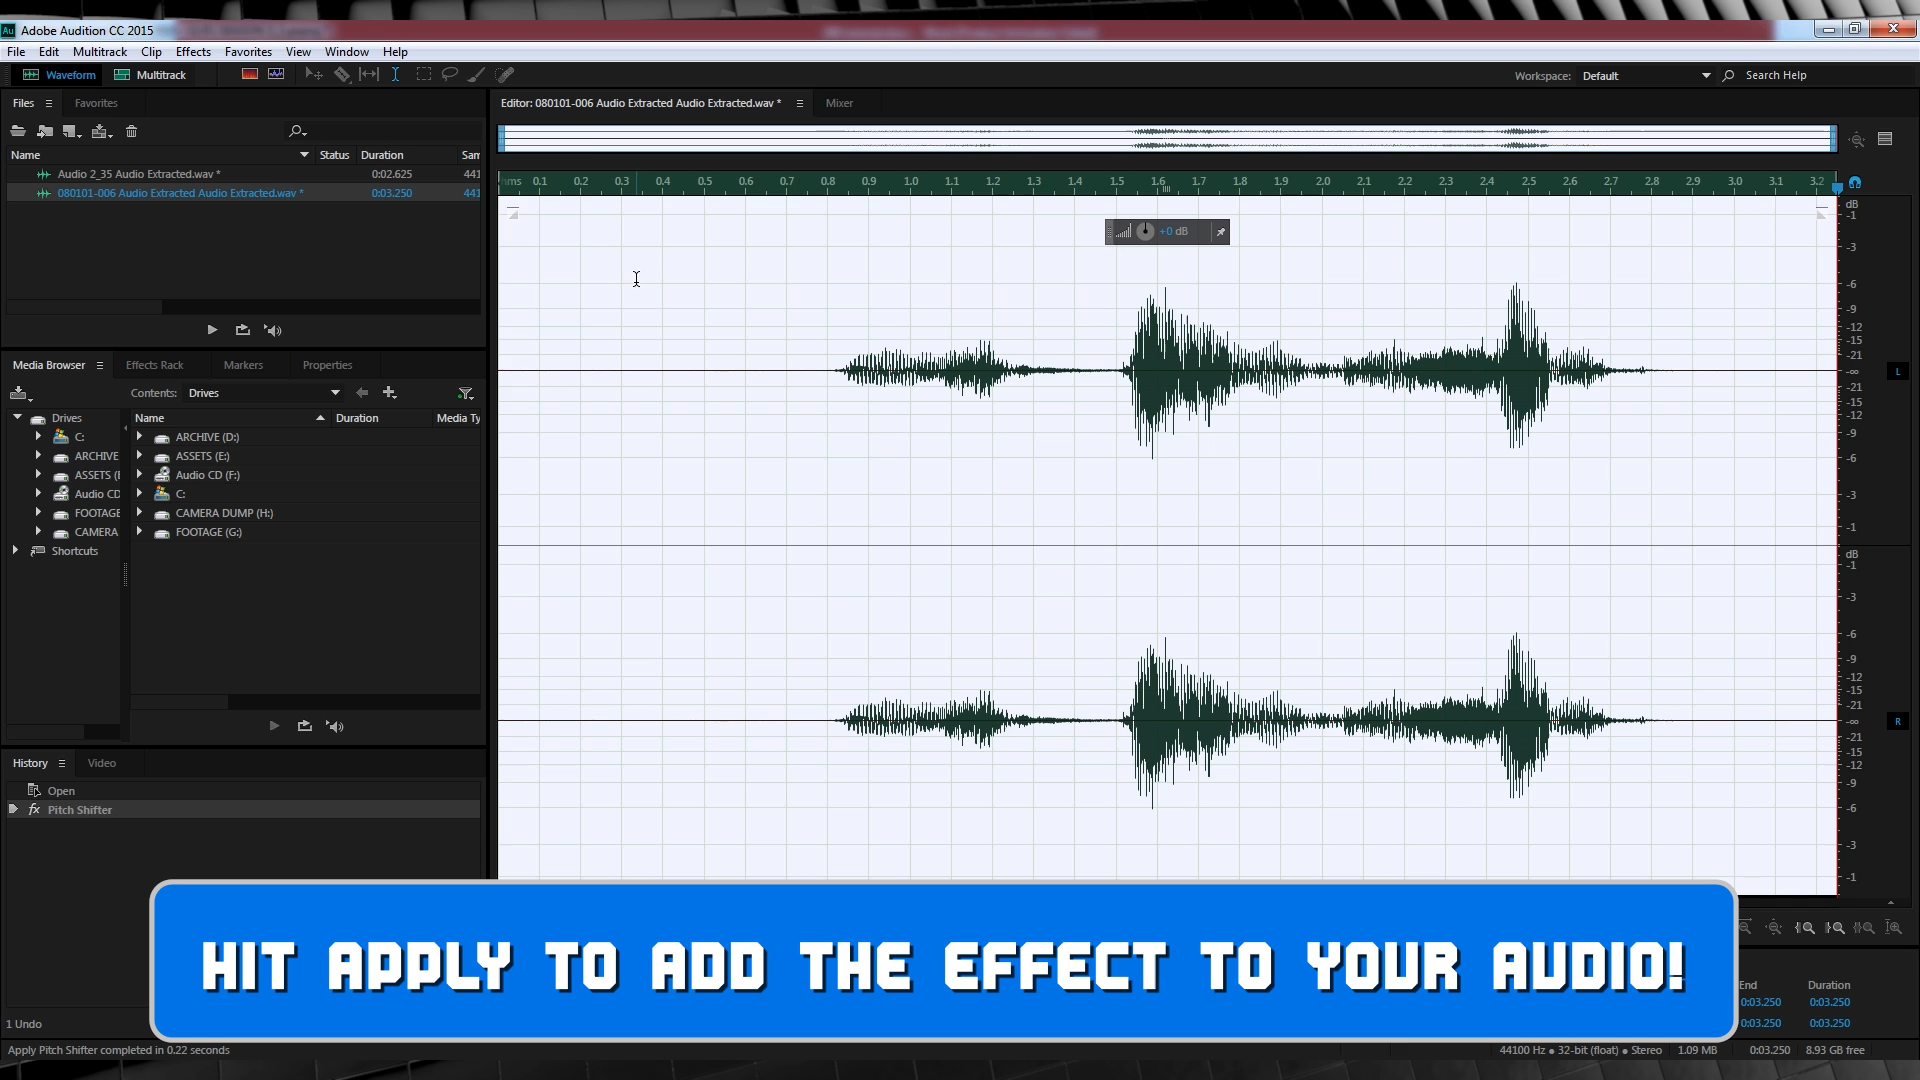 Au Adobe Audition CC 2015
File Edit Multitrack Clip Effects Favorites View Window Help
Waveform Multitrack
Workspace: Default Search Help
Files Favorites
Name Status Duration Sam
Audio 2_35 Audio Extracted.wav * 0:02.625 441
080101-006 Audio Extracted Audio Extracted.wav * 0:03.250 441
Editor: 080101-006 Audio Extracted Audio Extracted.wav * Mixer
hms 0.1 0.2 0.3 0.4 0.5 0.6 0.7 0.8 0.9 1.0 1.1 1.2 1.3 1.4 1.5 1.6 1.7 1.8 1.9 2.0 2.1 2.2 2.3 2.4 2.5 2.6 2.7 2.8 2.9 3.0 3.1 3.2
+0 dB
dB
-1
-3
-6
-9
-12
-15
-21
-∞
-21
-15
-12
-9
-6
-3
-1
L
dB
-1
-3
-6
-9
-12
-15
-21
-∞
-21
-15
-12
-9
-6
-3
-1
R
Media Browser Effects Rack Markers Properties
Contents: Drives
Drives
C:
ARCHIVE
ASSETS (E
Audio CD
FOOTAGE
CAMERA
Shortcuts
Name Duration Media Ty
ARCHIVE (D:)
ASSETS (E:)
Audio CD (F:)
C:
CAMERA DUMP (H:)
FOOTAGE (G:)
History Video
Open
fx Pitch Shifter
HIT APPLY TO ADD THE EFFECT TO YOUR AUDIO!
End Duration
0:03.250 0:03.250
0:03.250 0:03.250
1 Undo
Apply Pitch Shifter completed in 0.22 seconds
44100 Hz ● 32-bit (float) ● Stereo 1.09 MB 0:03.250 8.93 GB free